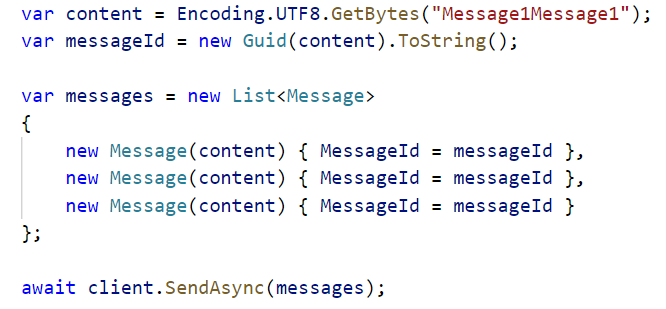 var content = Encoding.UTF8.GetBytes("Message1Message1");
var messageId = new Guid(content).ToString();

var messages = new List<Message>
{
    new Message(content) { MessageId = messageId },
    new Message(content) { MessageId = messageId },
    new Message(content) { MessageId = messageId }
};

await client.SendAsync(messages);